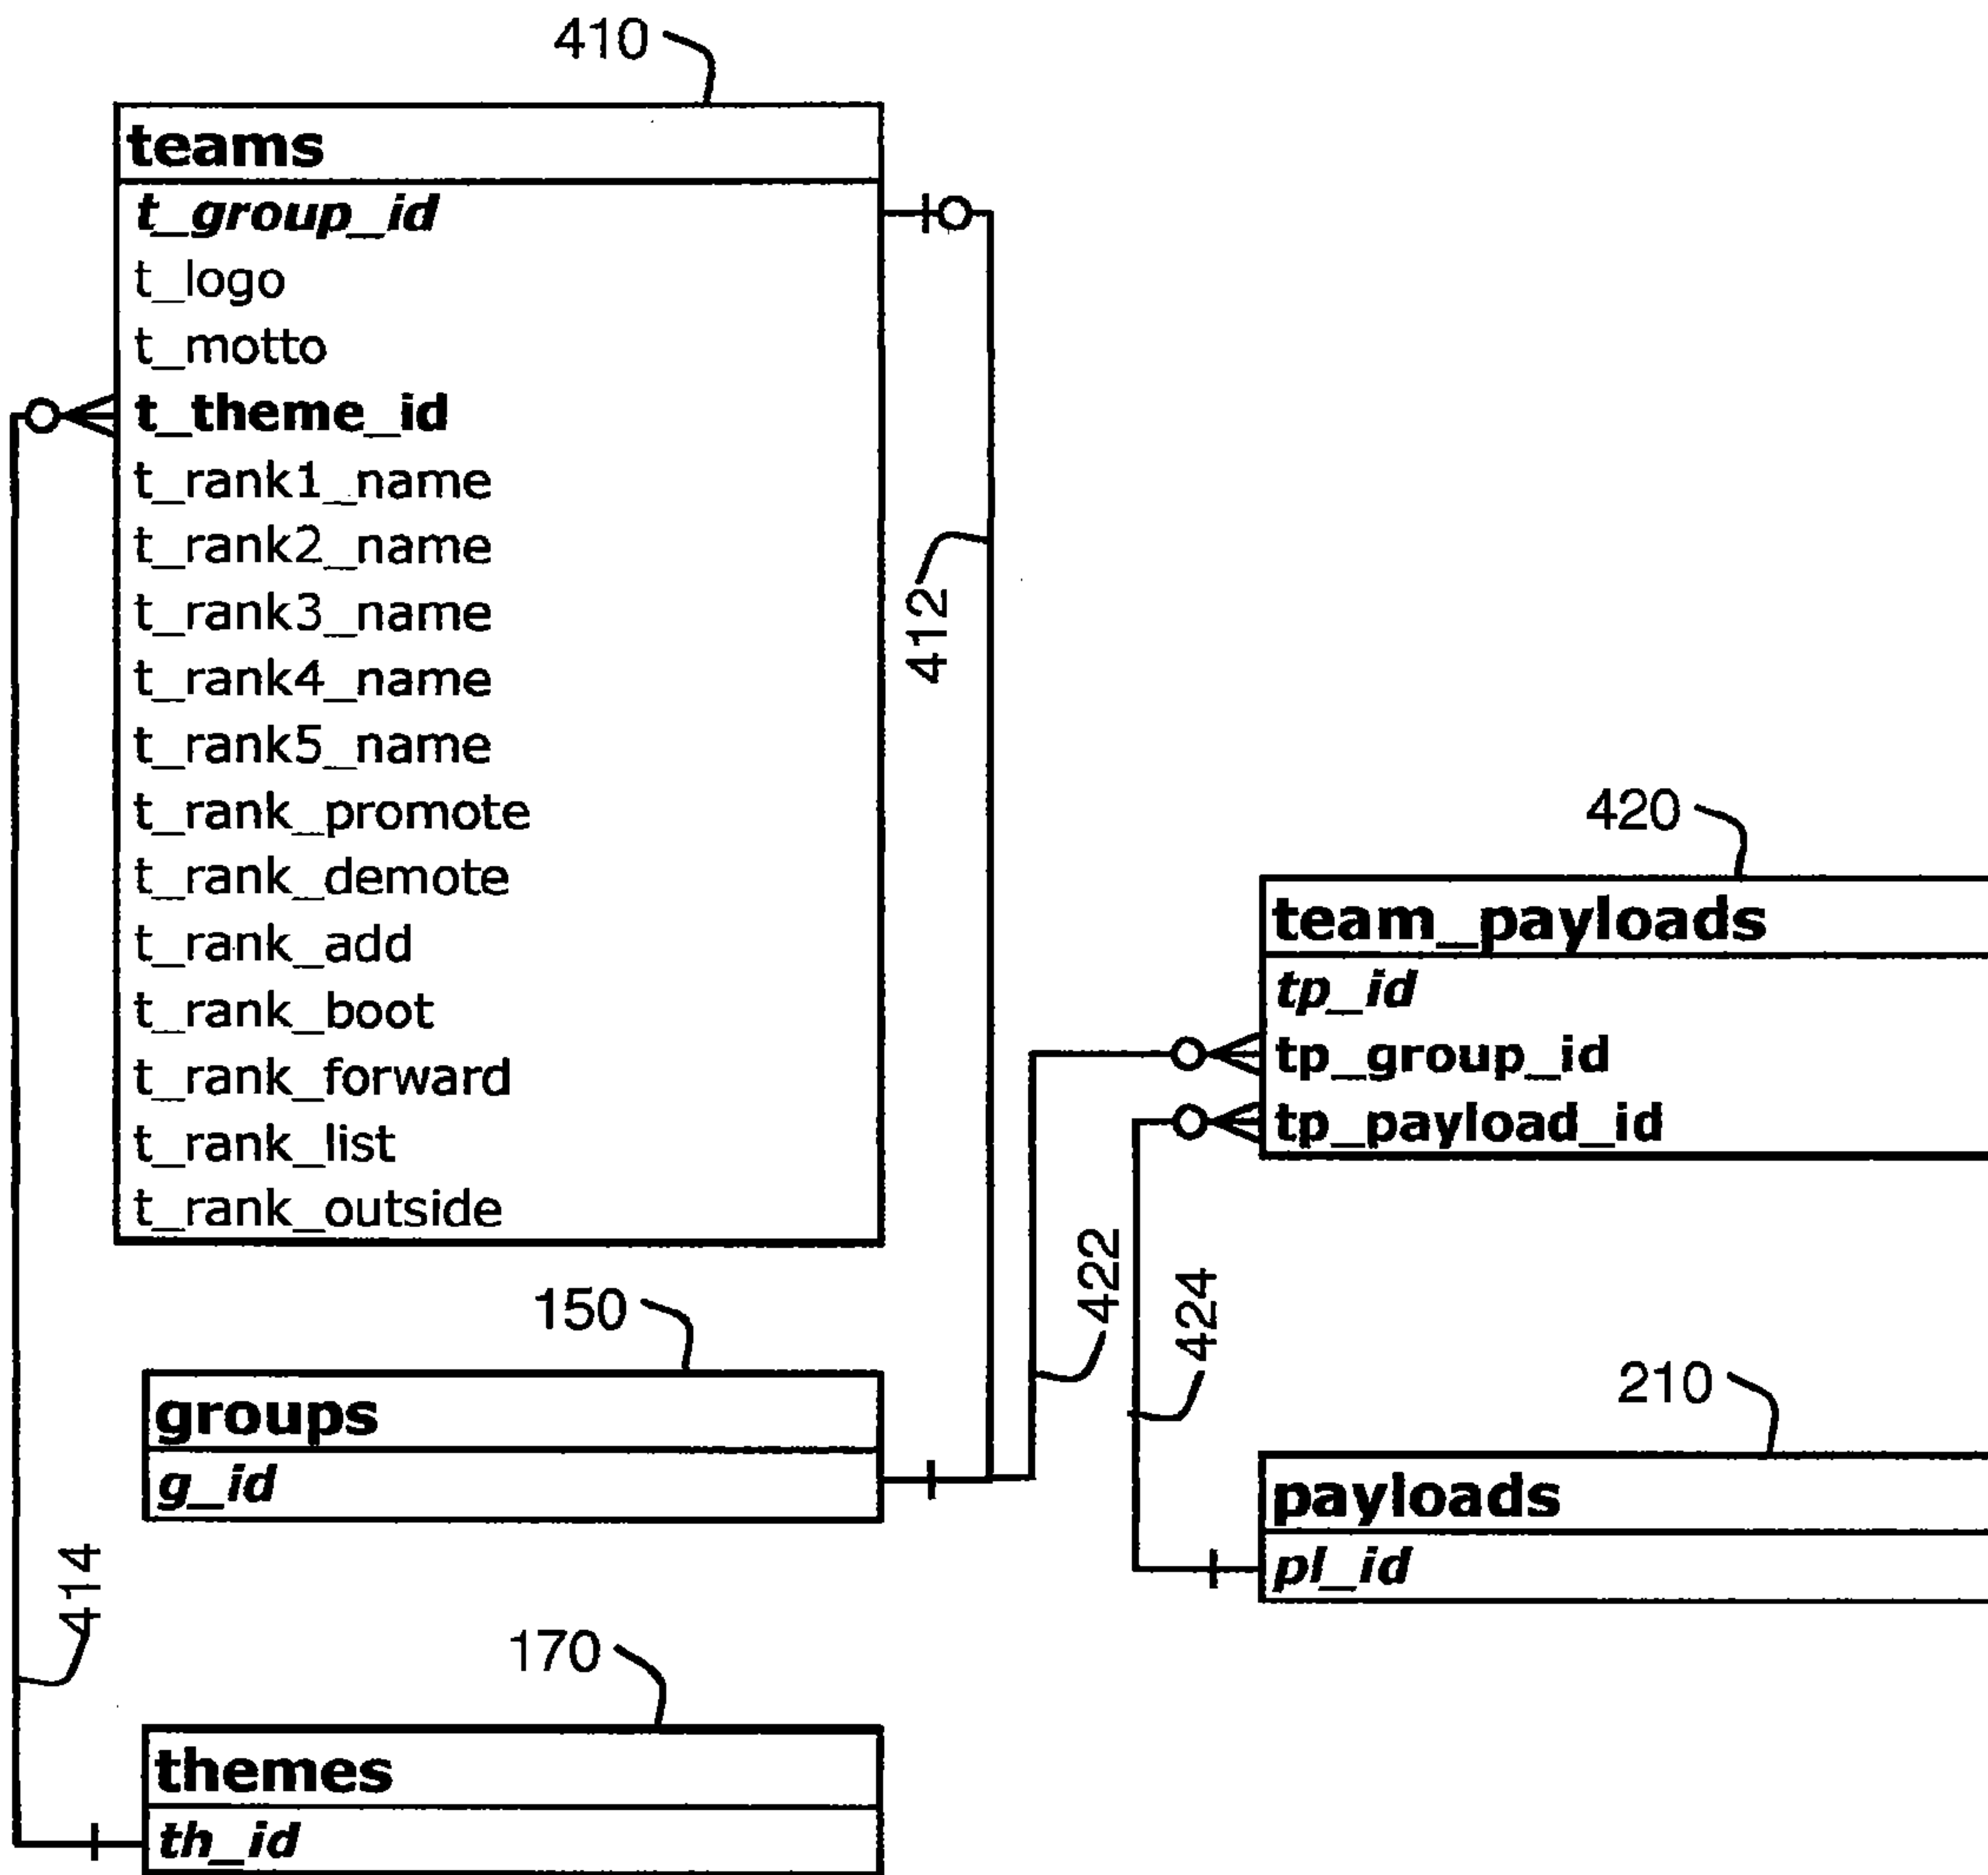 410
teams
t_group_id
t_logo
t_motto
t_theme_id
t_rank1_name
t_rank2_name
t_rank3_name
t_rank4_name
t_rank5_name
t_rank_promote
t_rank_demote
t_rank_add
t_rank_boot
t_rank_forward
t_rank_list
t_rank_outside
412
420
team_payloads
tp_id
tp_group_id
tp_payload_id
422
424
150
groups
g_id
210
payloads
pl_id
414
170
themes
th_id